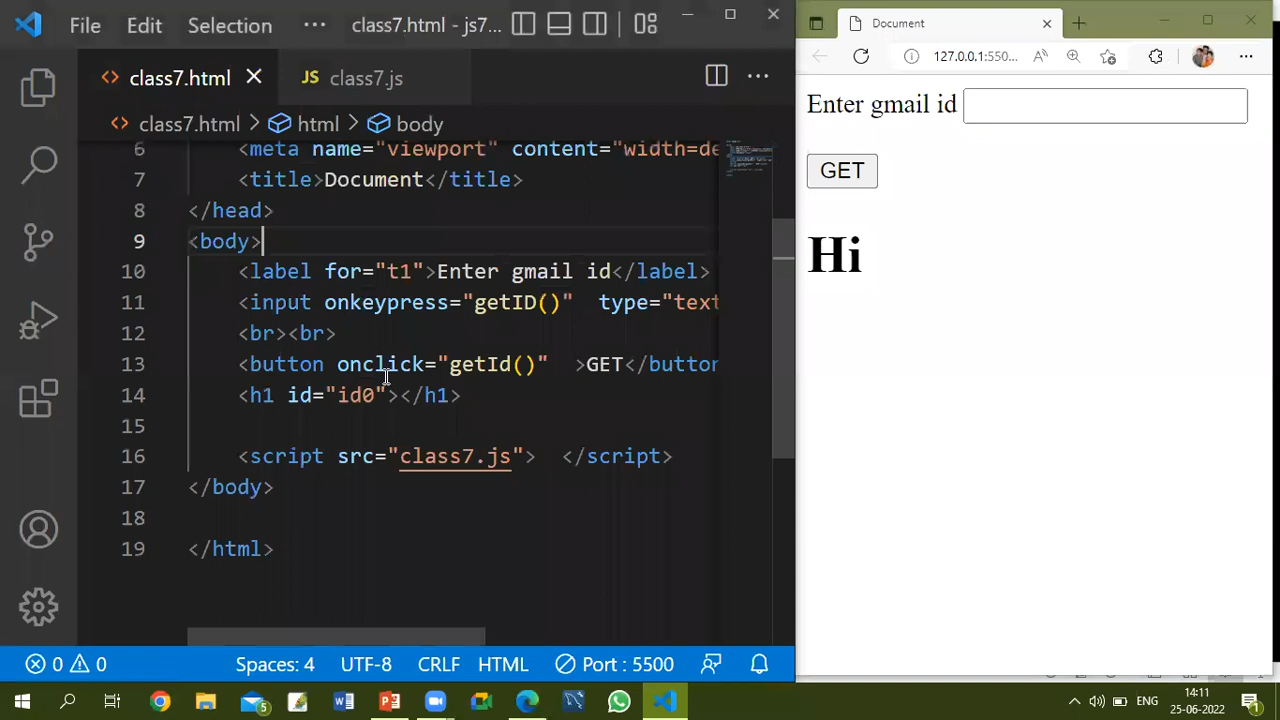 File Edit Selection ··· class7.html - js7...
class7.html JS class7.js
class7.html > html > body
6 <meta name="viewport" content="width=de
7 <title>Document</title>
8 </head>
9 <body>
10 <label for="t1">Enter gmail id</label>
11 <input onkeypress="getID()" type="text
12 <br><br>
13 <button onclick="getId()" >GET</button
14 <h1 id="id0"></h1>
15
16 <script src="class7.js"> </script>
17 </body>
18
19 </html>
0 0 Spaces: 4 UTF-8 CRLF HTML Port : 5500
Document
127.0.0.1:550...
Enter gmail id
GET
Hi
5 ENG 14:11
25-06-2022 1